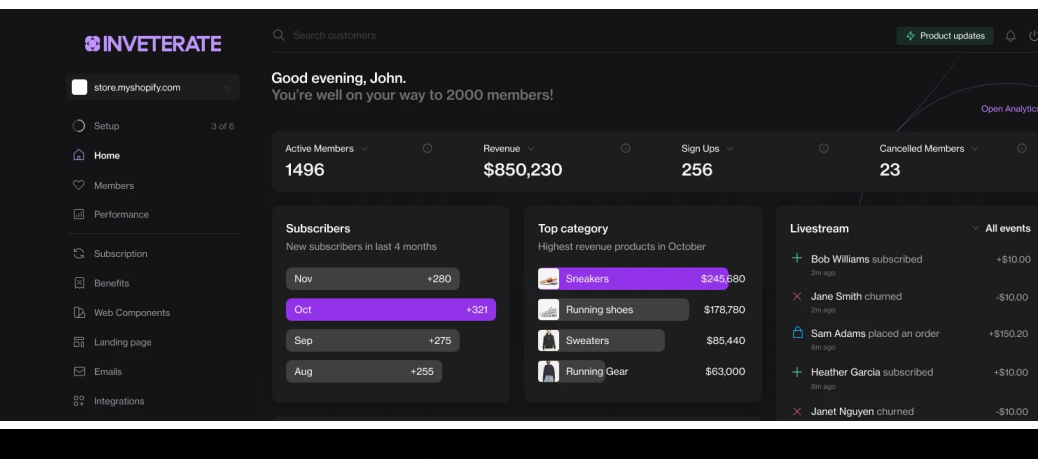 INVETERATE
Search customers
Product updates
store.myshopify.com
Good evening, John.
You're well on your way to 2000 members!
Open Analytics
Setup 3 of 6
Home
Members
Performance
Subscription
Benefits
Web Components
Landing page
Emails
Integrations
Active Members
1496
Revenue
$850,230
Sign Ups
256
Cancelled Members
23
Subscribers
New subscribers in last 4 months
Nov +280
Oct +321
Sep +275
Aug +255
Top category
Highest revenue products in October
Sneakers $245,680
Running shoes $178,780
Sweaters $85,440
Running Gear $63,000
Livestream All events
Bob Williams subscribed +$10.00
2m ago
Jane Smith churned -$10.00
2m ago
Sam Adams placed an order +$150.20
8m ago
Heather Garcia subscribed +$10.00
8m ago
Janet Nguyen churned -$10.00